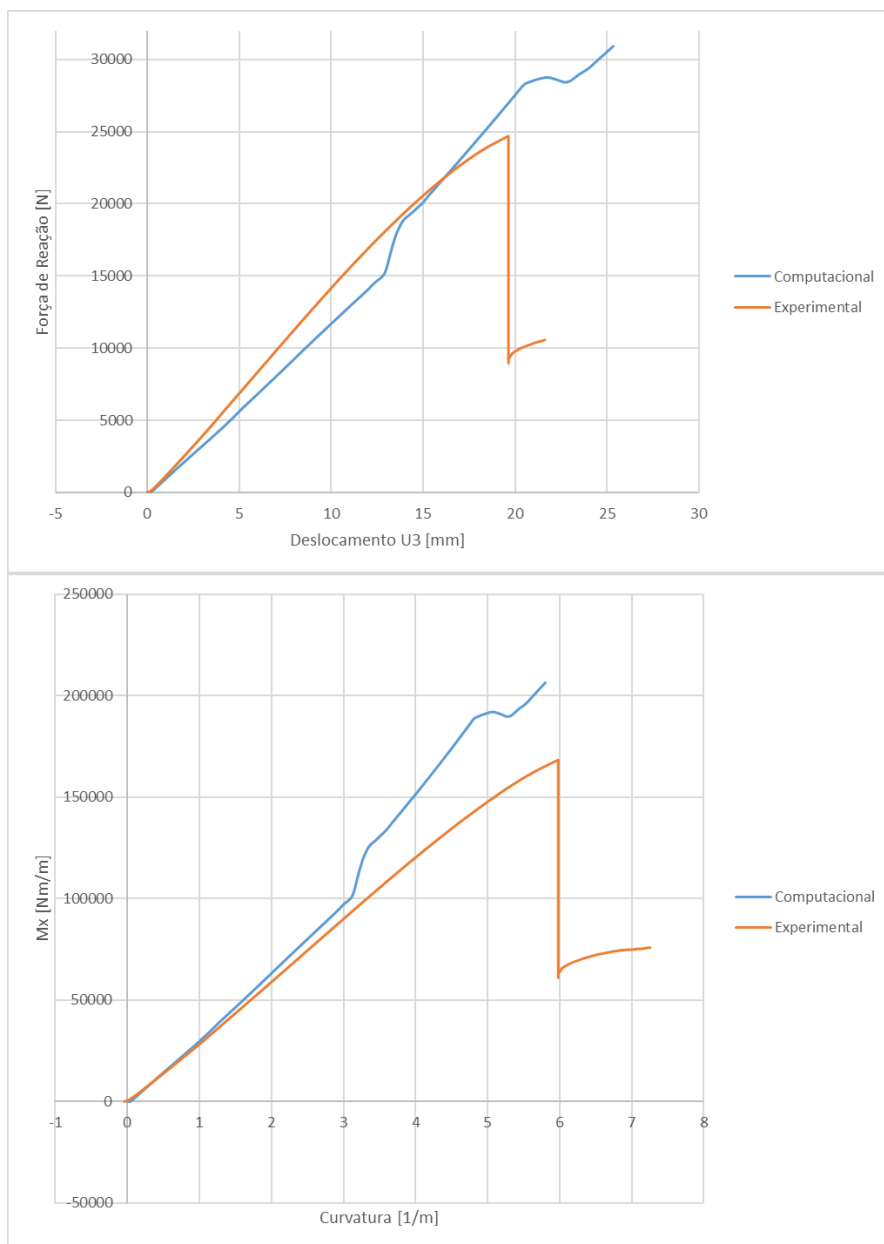 30000
25000
20000
15000
10000
5000
0
-5 0 5 10 15 20 25 30
Força de Reação [N]
Deslocamento U3 [mm]
Computacional
Experimental
250000
200000
150000
100000
50000
0
-1 0 1 2 3 4 5 6 7 8
-50000
Mx [Nm/m]
Curvatura [1/m]
Computacional
Experimental